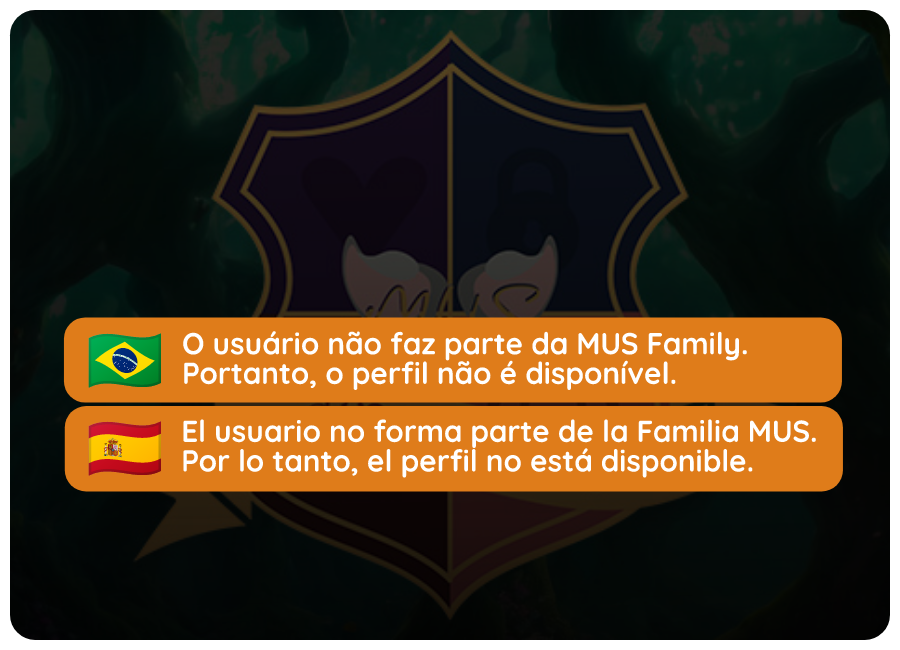 MUS
O usuário não faz parte da MUS Family.
Portanto, o perfil não é disponível.
El usuario no forma parte de la Familia MUS.
Por lo tanto, el perfil no está disponible.